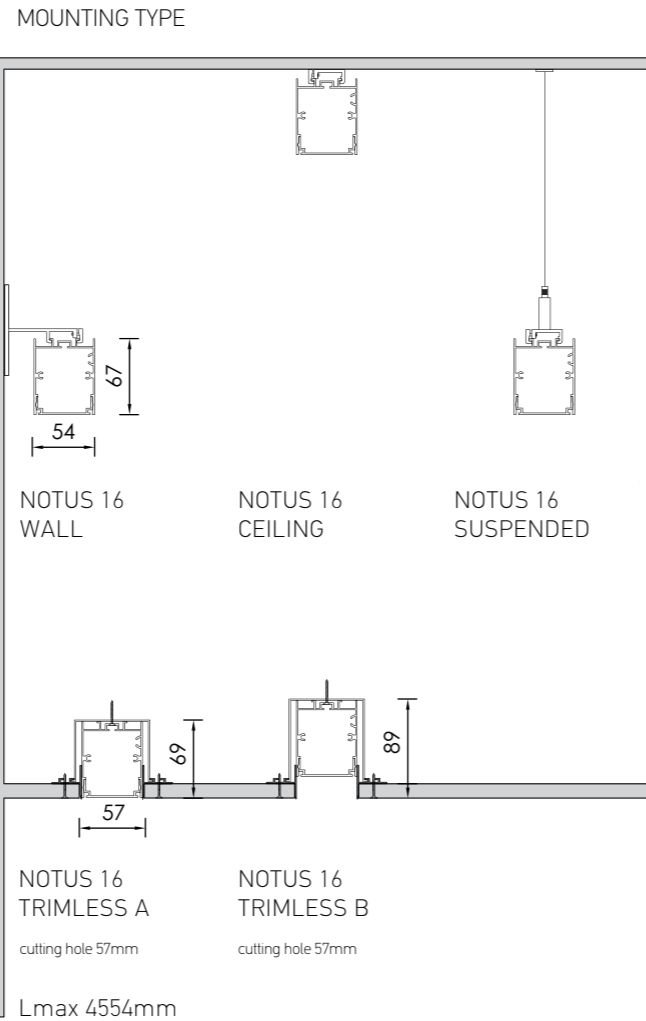 MOUNTING TYPE
67
54
NOTUS 16
WALL
NOTUS 16
CEILING
NOTUS 16
SUSPENDED
69
89
57
NOTUS 16
TRIMLESS A
cutting hole 57mm
NOTUS 16
TRIMLESS B
cutting hole 57mm
Lmax 4554mm